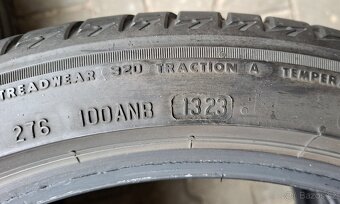 TREADWEAR 320 TRACTION A TEMPER
276 100ANB 1323